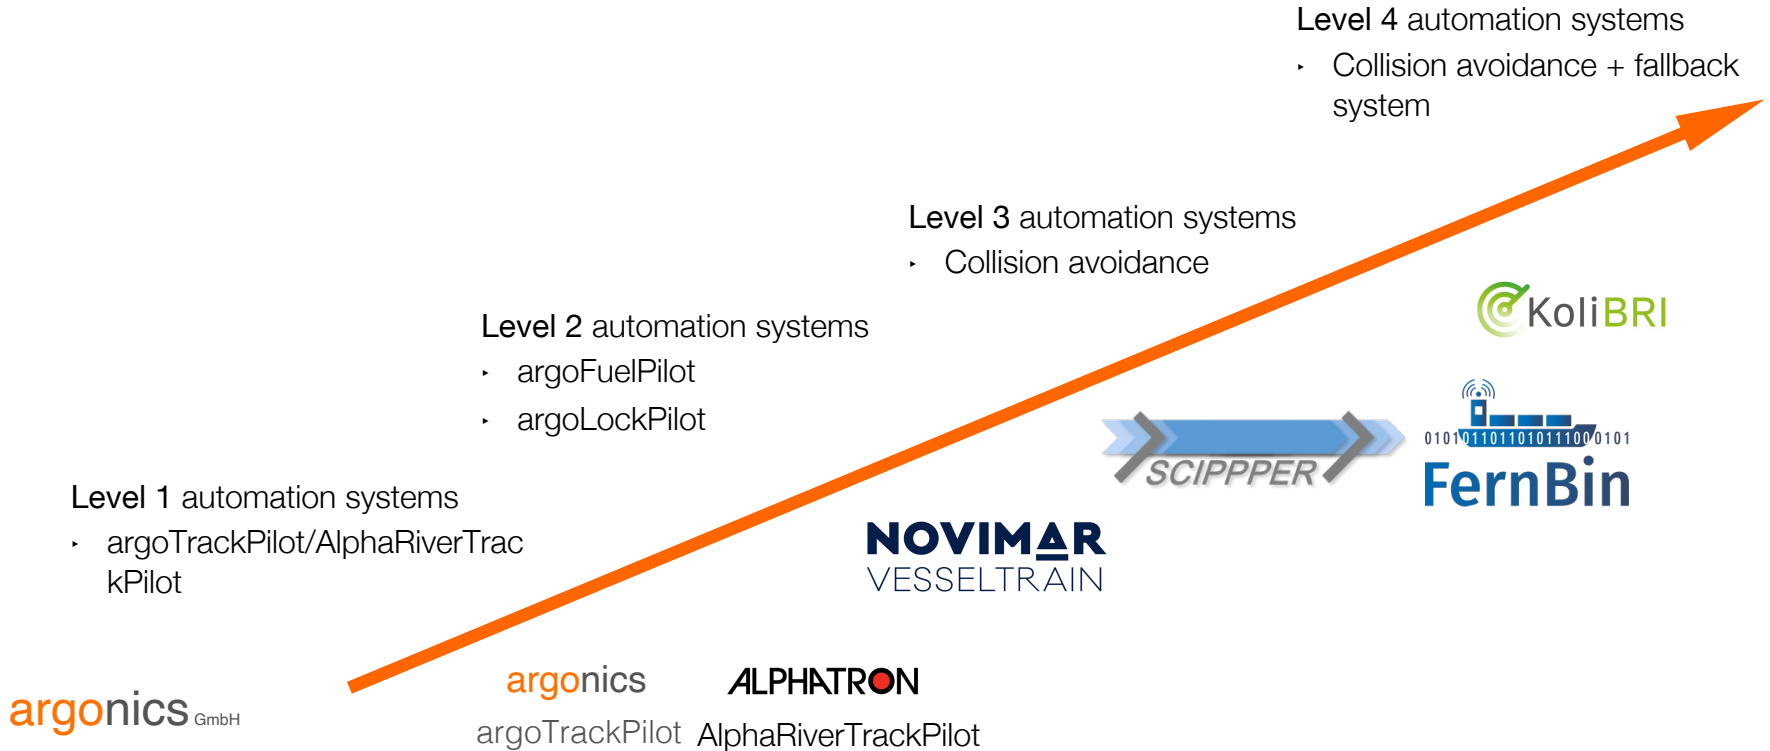 Level 4 automation systems
‣ Collision avoidance + fallback
system
Level 3 automation systems
‣ Collision avoidance
KoliBRI
Level 2 automation systems
‣ argoFuelPilot
‣ argoLockPilot
SCIPPPER
0101011011010111000101
FernBin
Level 1 automation systems
‣ argoTrackPilot/AlphaRiverTrac
kPilot
NOVIMAR
VESSELTRAIN
argonics GmbH
argonics
argoTrackPilot
ALPHATRON
AlphaRiverTrackPilot